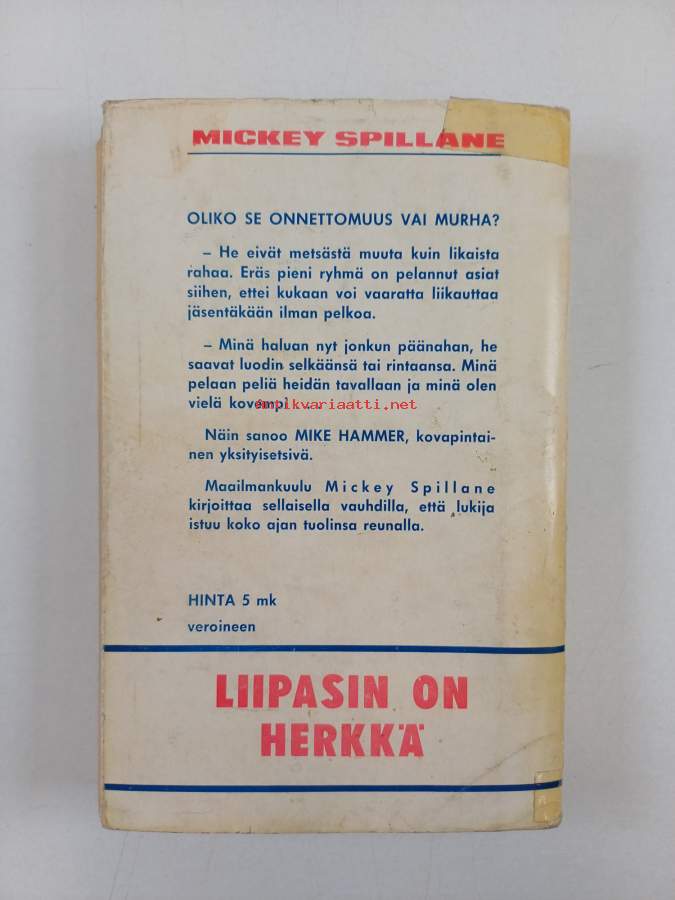 MICKEY SPILLANE
OLIKO SE ONNETTOMUUS VAI MURHA?
– He eivät metsästä muuta kuin likaista
rahaa. Eräs pieni ryhmä on pelannut asiat
siihen, ettei kukaan voi vaaratta liikauttaa
jäsentäkään ilman pelkoa.
– Minä haluan nyt jonkun päänahan, he
saavat luodin selkäänsä tai rintaansa. Minä
pelaan peliä heidän tavallaan ja minä olen
vielä kovempi . . .
antikvariaatti.net
Näin sanoo MIKE HAMMER, kovapintai-
nen yksityisetsivä.
Maailmankuulu Mickey Spillane
kirjoittaa sellaisella vauhdilla, että lukija
istuu koko ajan tuolinsa reunalla.
HINTA 5 mk
veroineen
LIIPASIN ON
HERKKÄ